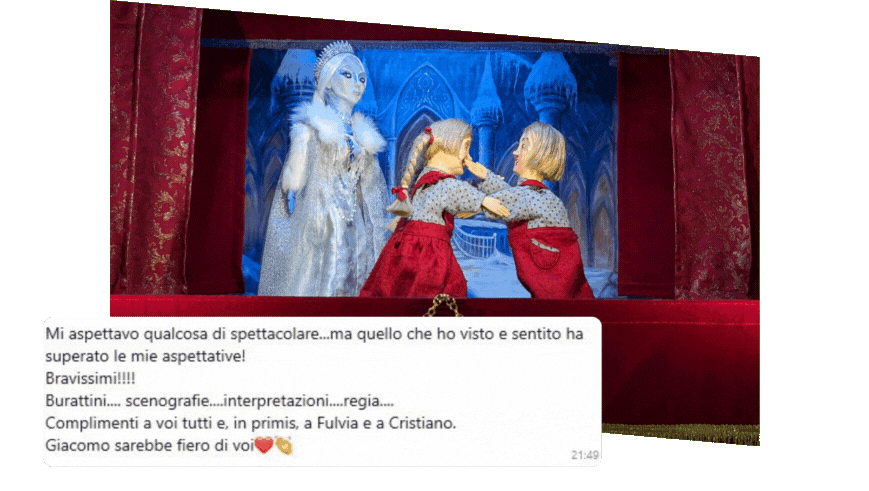 Mi aspettavo qualcosa di spettacolare...ma quello che ho visto e sentito ha
superato le mie aspettative!
Bravissimi!!!!
Burattini.... scenografie....interpretazioni....regia....
Complimenti a voi tutti e, in primis, a Fulvia e a Cristiano.
Giacomo sarebbe fiero di voi❤️👏
21:49